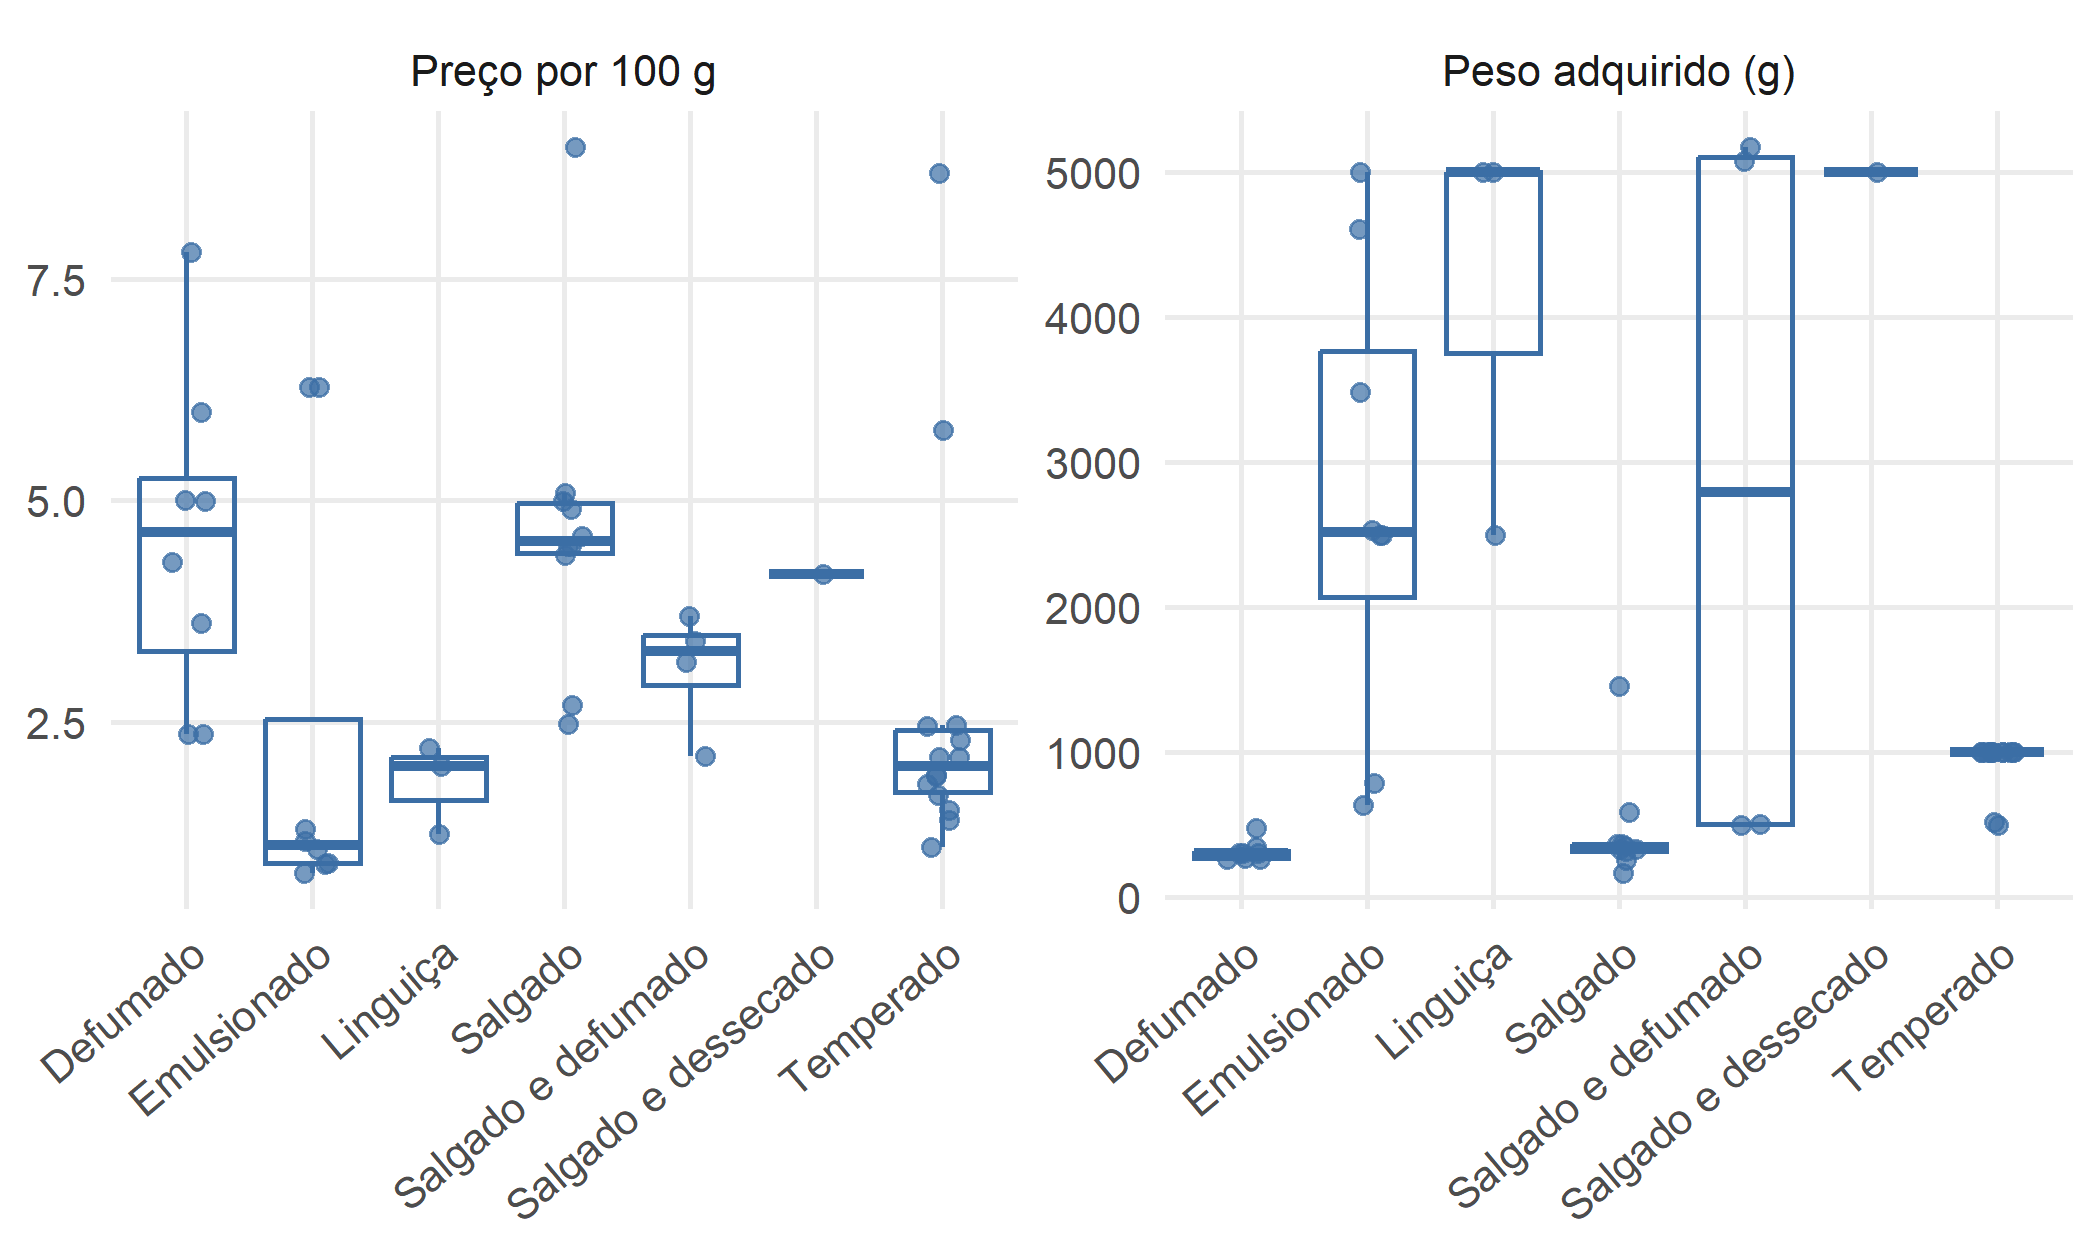 Preço por 100 g
7.5
5.0
2.5
Defumado
Emulsionado
Linguiça
Salgado
Salgado e defumado
Salgado e dessecado
Temperado
Peso adquirido (g)
5000
4000
3000
2000
1000
0
Defumado
Emulsionado
Linguiça
Salgado
Salgado e defumado
Salgado e dessecado
Temperado